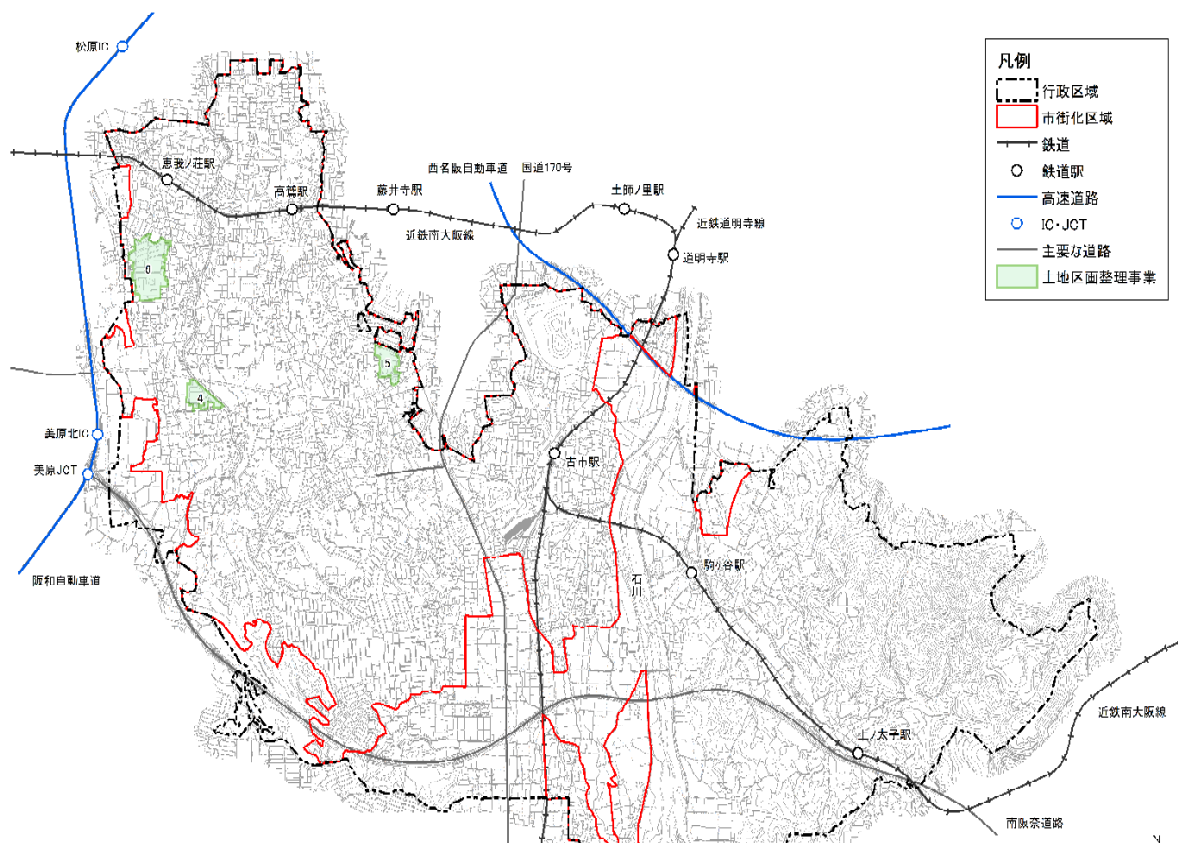 松原IC
凡例
行政区域
市街化区域
鉄道
鉄道駅
高速道路
IC・JCT
主要な道路
土地区画整理事業
恵我ノ荘駅
高鷲駅
藤井寺駅
西名阪自動車道
国道170号
土師ノ里駅
近鉄南大阪線
近鉄道明寺線
道明寺駅
6
5
4
美原北IC
美原JCT
古市駅
阪和自動車道
石川
駒ヶ谷駅
上ノ太子駅
近鉄南大阪線
南阪奈道路